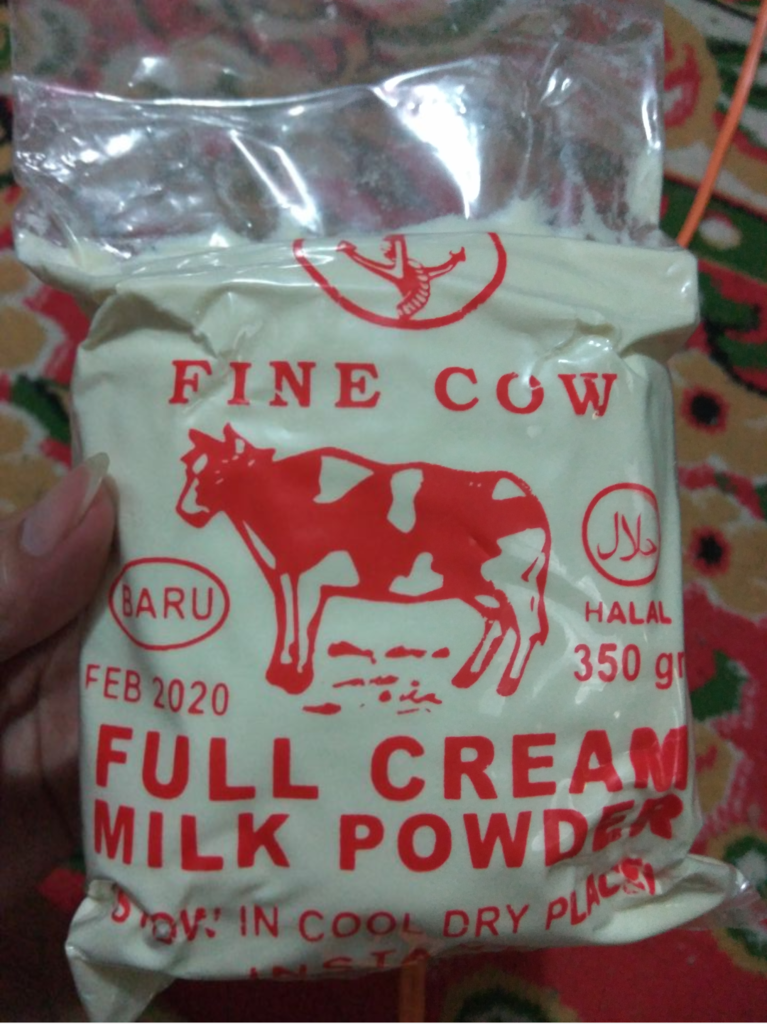 FINE COW
حلال
BARU
HALAL
350 gr
FEB 2020
FULL CREAM
MILK POWDER
IN COOL DRY PLACE